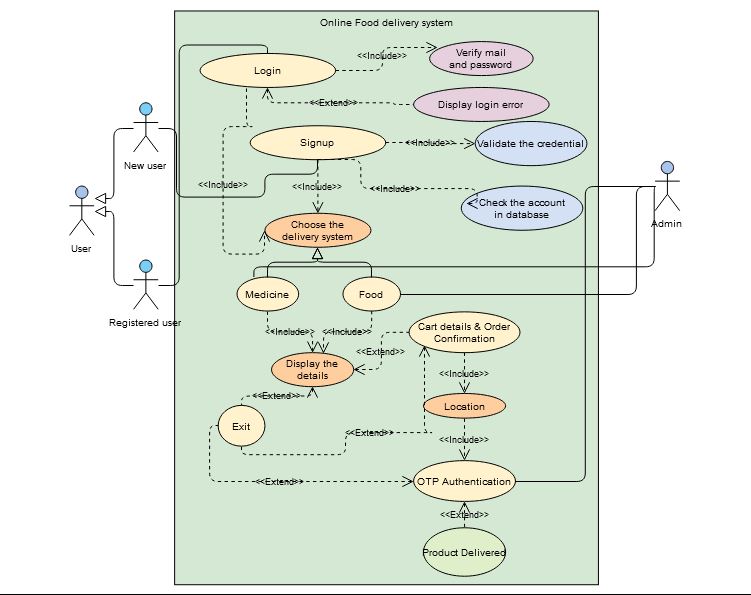 Online Food delivery system
Login
<<Include>>
Verify mail
and password
<<Extend>>
Display login error
New user
Signup
<<Include>>
Validate the credential
<<Include>>
<<Include>>
<<Include>>
Check the account
in database
User
Admin
Choose the
delivery system
Registered user
Medicine
Food
<<Include>>
<<Include>>
Cart details & Order
Confirmation
<<Extend>>
Display the
details
<<Include>>
<<Extend>>
Location
Exit
<<Extend>>
<<Include>>
<<Extend>>
OTP Authentication
<<Extend>>
Product Delivered